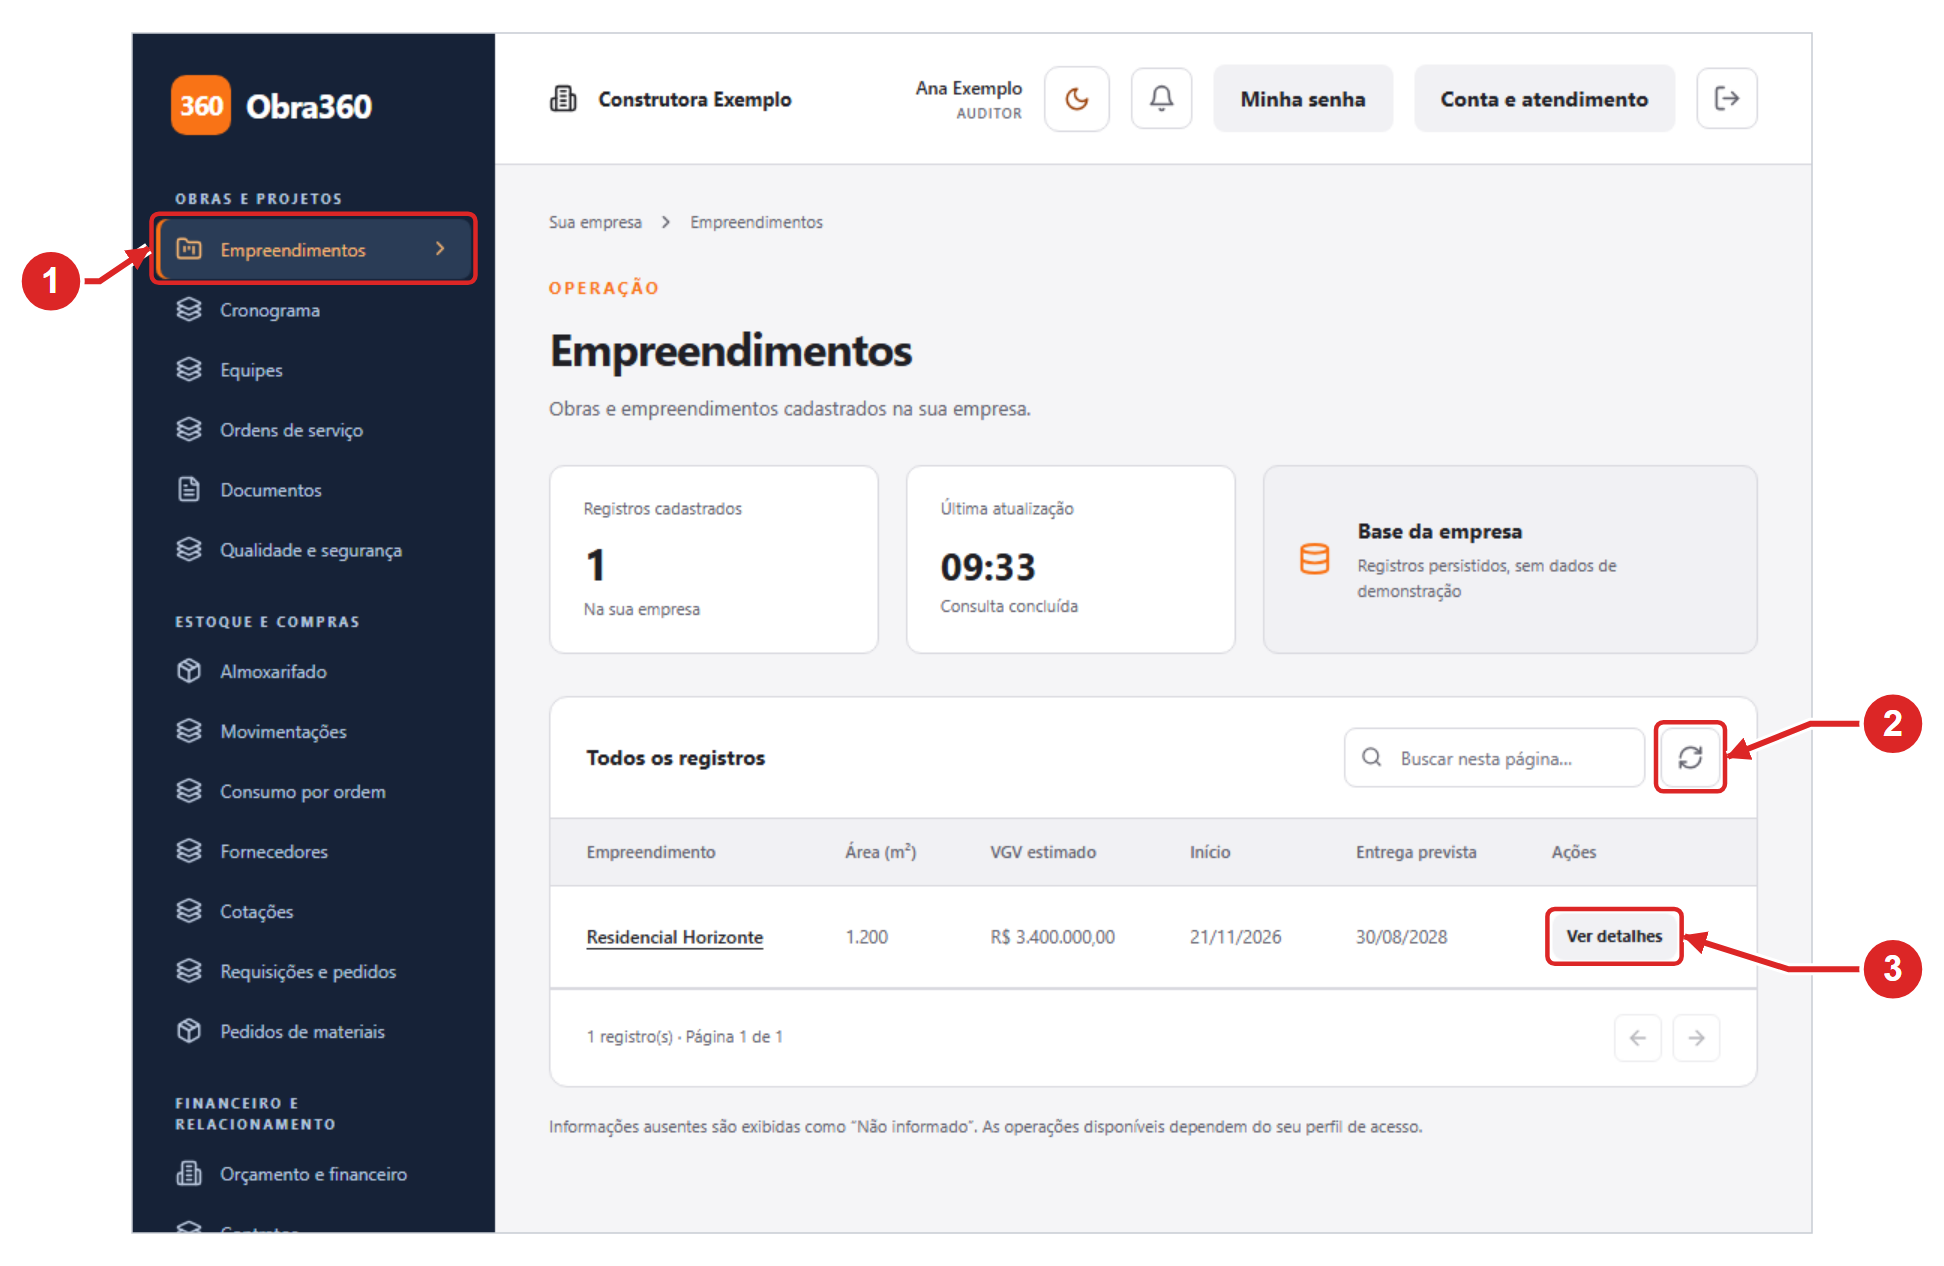 360 Obra360
Construtora Exemplo
Ana Exemplo
AUDITOR
Minha senha
Conta e atendimento
OBRAS E PROJETOS
Empreendimentos
Cronograma
Equipes
Ordens de serviço
Documentos
Qualidade e segurança
ESTOQUE E COMPRAS
Almoxarifado
Movimentações
Consumo por ordem
Fornecedores
Cotações
Requisições e pedidos
Pedidos de materiais
FINANCEIRO E
RELACIONAMENTO
Orçamento e financeiro
1
Sua empresa > Empreendimentos
OPERAÇÃO
Empreendimentos
Obras e empreendimentos cadastrados na sua empresa.
Registros cadastrados
1
Na sua empresa
Última atualização
09:33
Consulta concluída
Base da empresa
Registros persistidos, sem dados de
demonstração
Todos os registros
Buscar nesta página...
2
Empreendimento Área (m²) VGV estimado Início Entrega prevista Ações
Residencial Horizonte 1.200 R$ 3.400.000,00 21/11/2026 30/08/2028 Ver detalhes
3
1 registro(s) · Página 1 de 1
Informações ausentes são exibidas como “Não informado”. As operações disponíveis dependem do seu perfil de acesso.